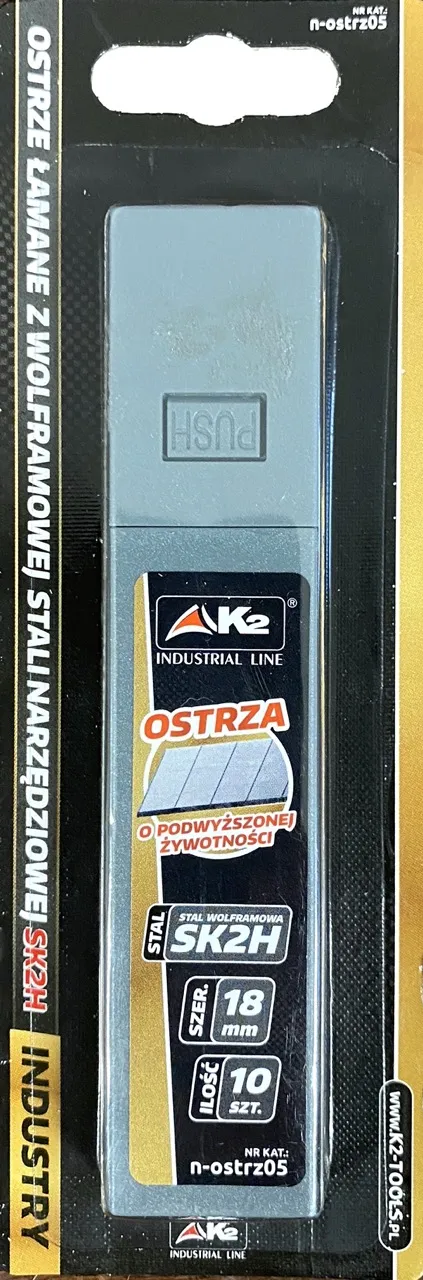 NR KAT.:
n-ostrz05
OSTRZE ŁAMANE Z WOLFRAMOWEJ STALI NARZĘDZIOWEJ SK2H
INDUSTRY
PUSH
K2®
INDUSTRIAL LINE
OSTRZA
O PODWYŻSZONEJ
ŻYWOTNOŚCI
STAL
STAL WOLFRAMOWA
SK2H
SZER.
18
mm
ILOŚĆ
10
SZT.
NR KAT.:
n-ostrz05
www.K2-TOOLS.PL
K2
INDUSTRIAL LINE